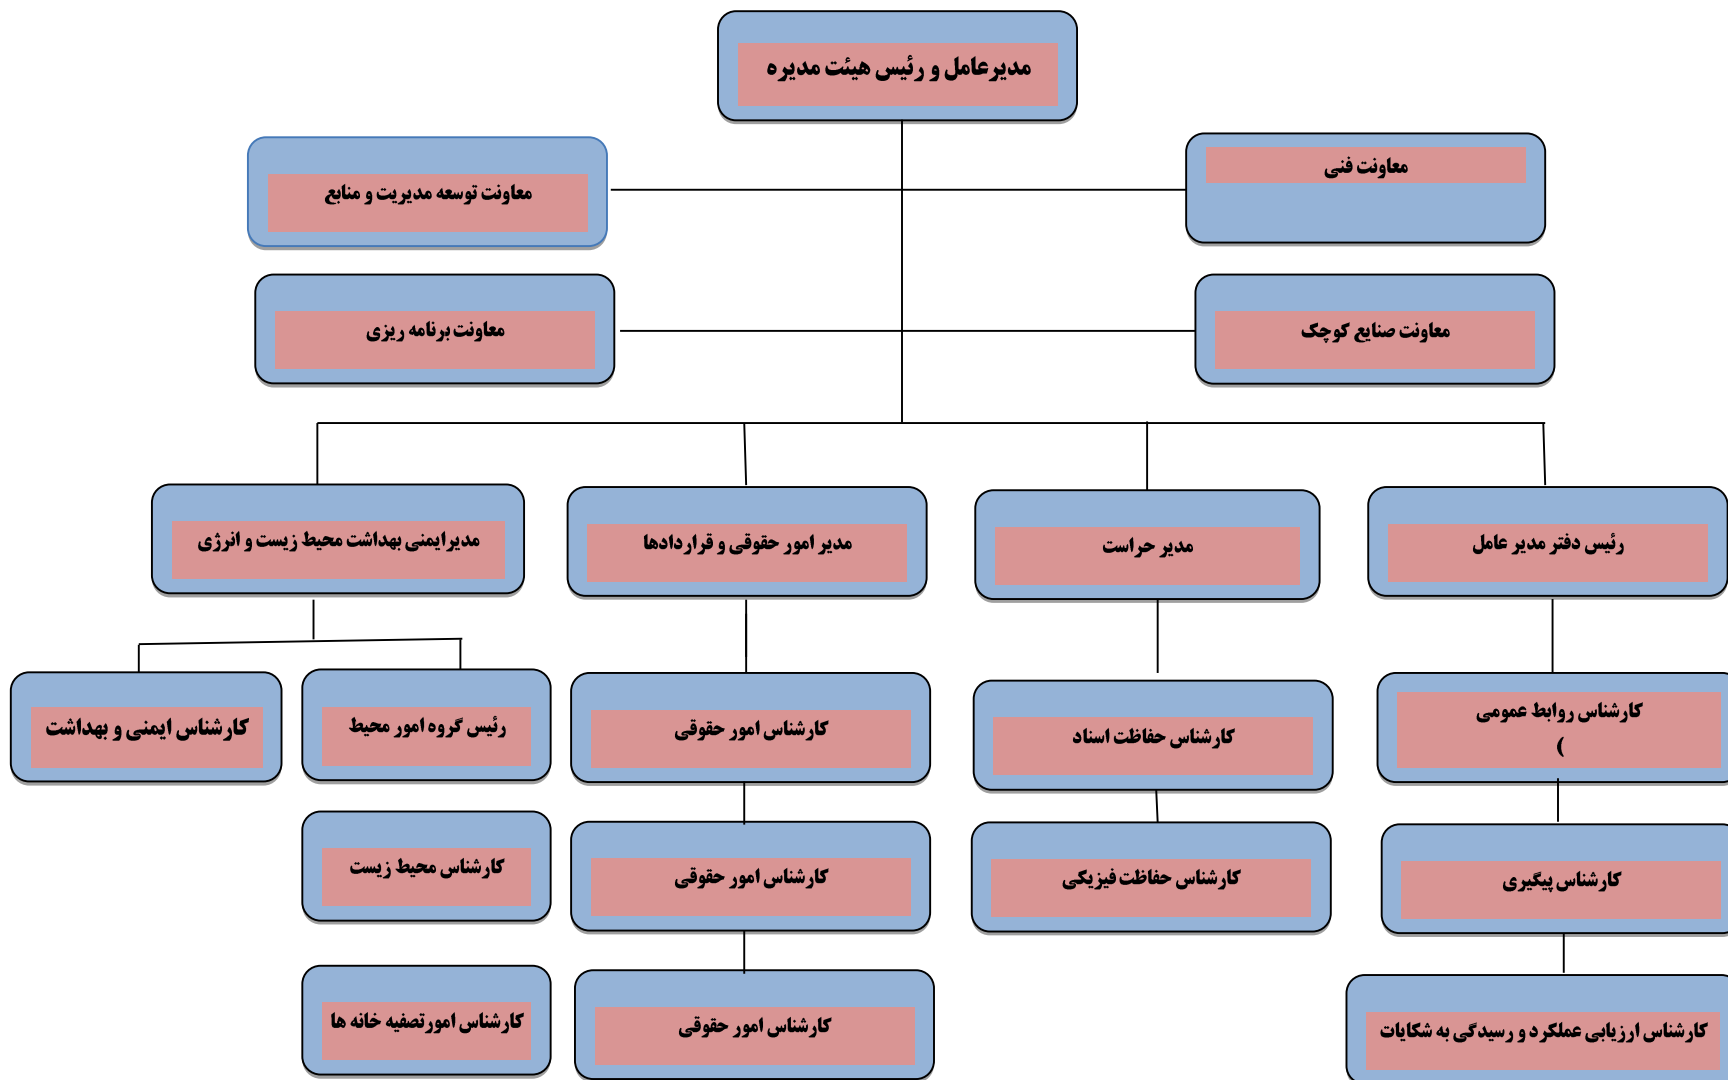 مدیرعامل و رئیس هیئت مدیره
معاونت فنی
معاونت توسعه مدیریت و منابع
معاونت صنایع کوچک
معاونت برنامه ریزی
رئیس دفتر مدیر عامل
مدیر حراست
مدیر امور حقوقی و قراردادها
مدیرایمنی بهداشت محیط زیست و انرژی
کارشناس روابط عمومی
(
کارشناس حفاظت اسناد
کارشناس امور حقوقی
رئیس گروه امور محیط
کارشناس ایمنی و بهداشت
کارشناس پیگیری
کارشناس حفاظت فیزیکی
کارشناس امور حقوقی
کارشناس محیط زیست
کارشناس ارزیابی عملکرد و رسیدگی به شکایات
کارشناس امور حقوقی
کارشناس امورتصفیه خانه ها